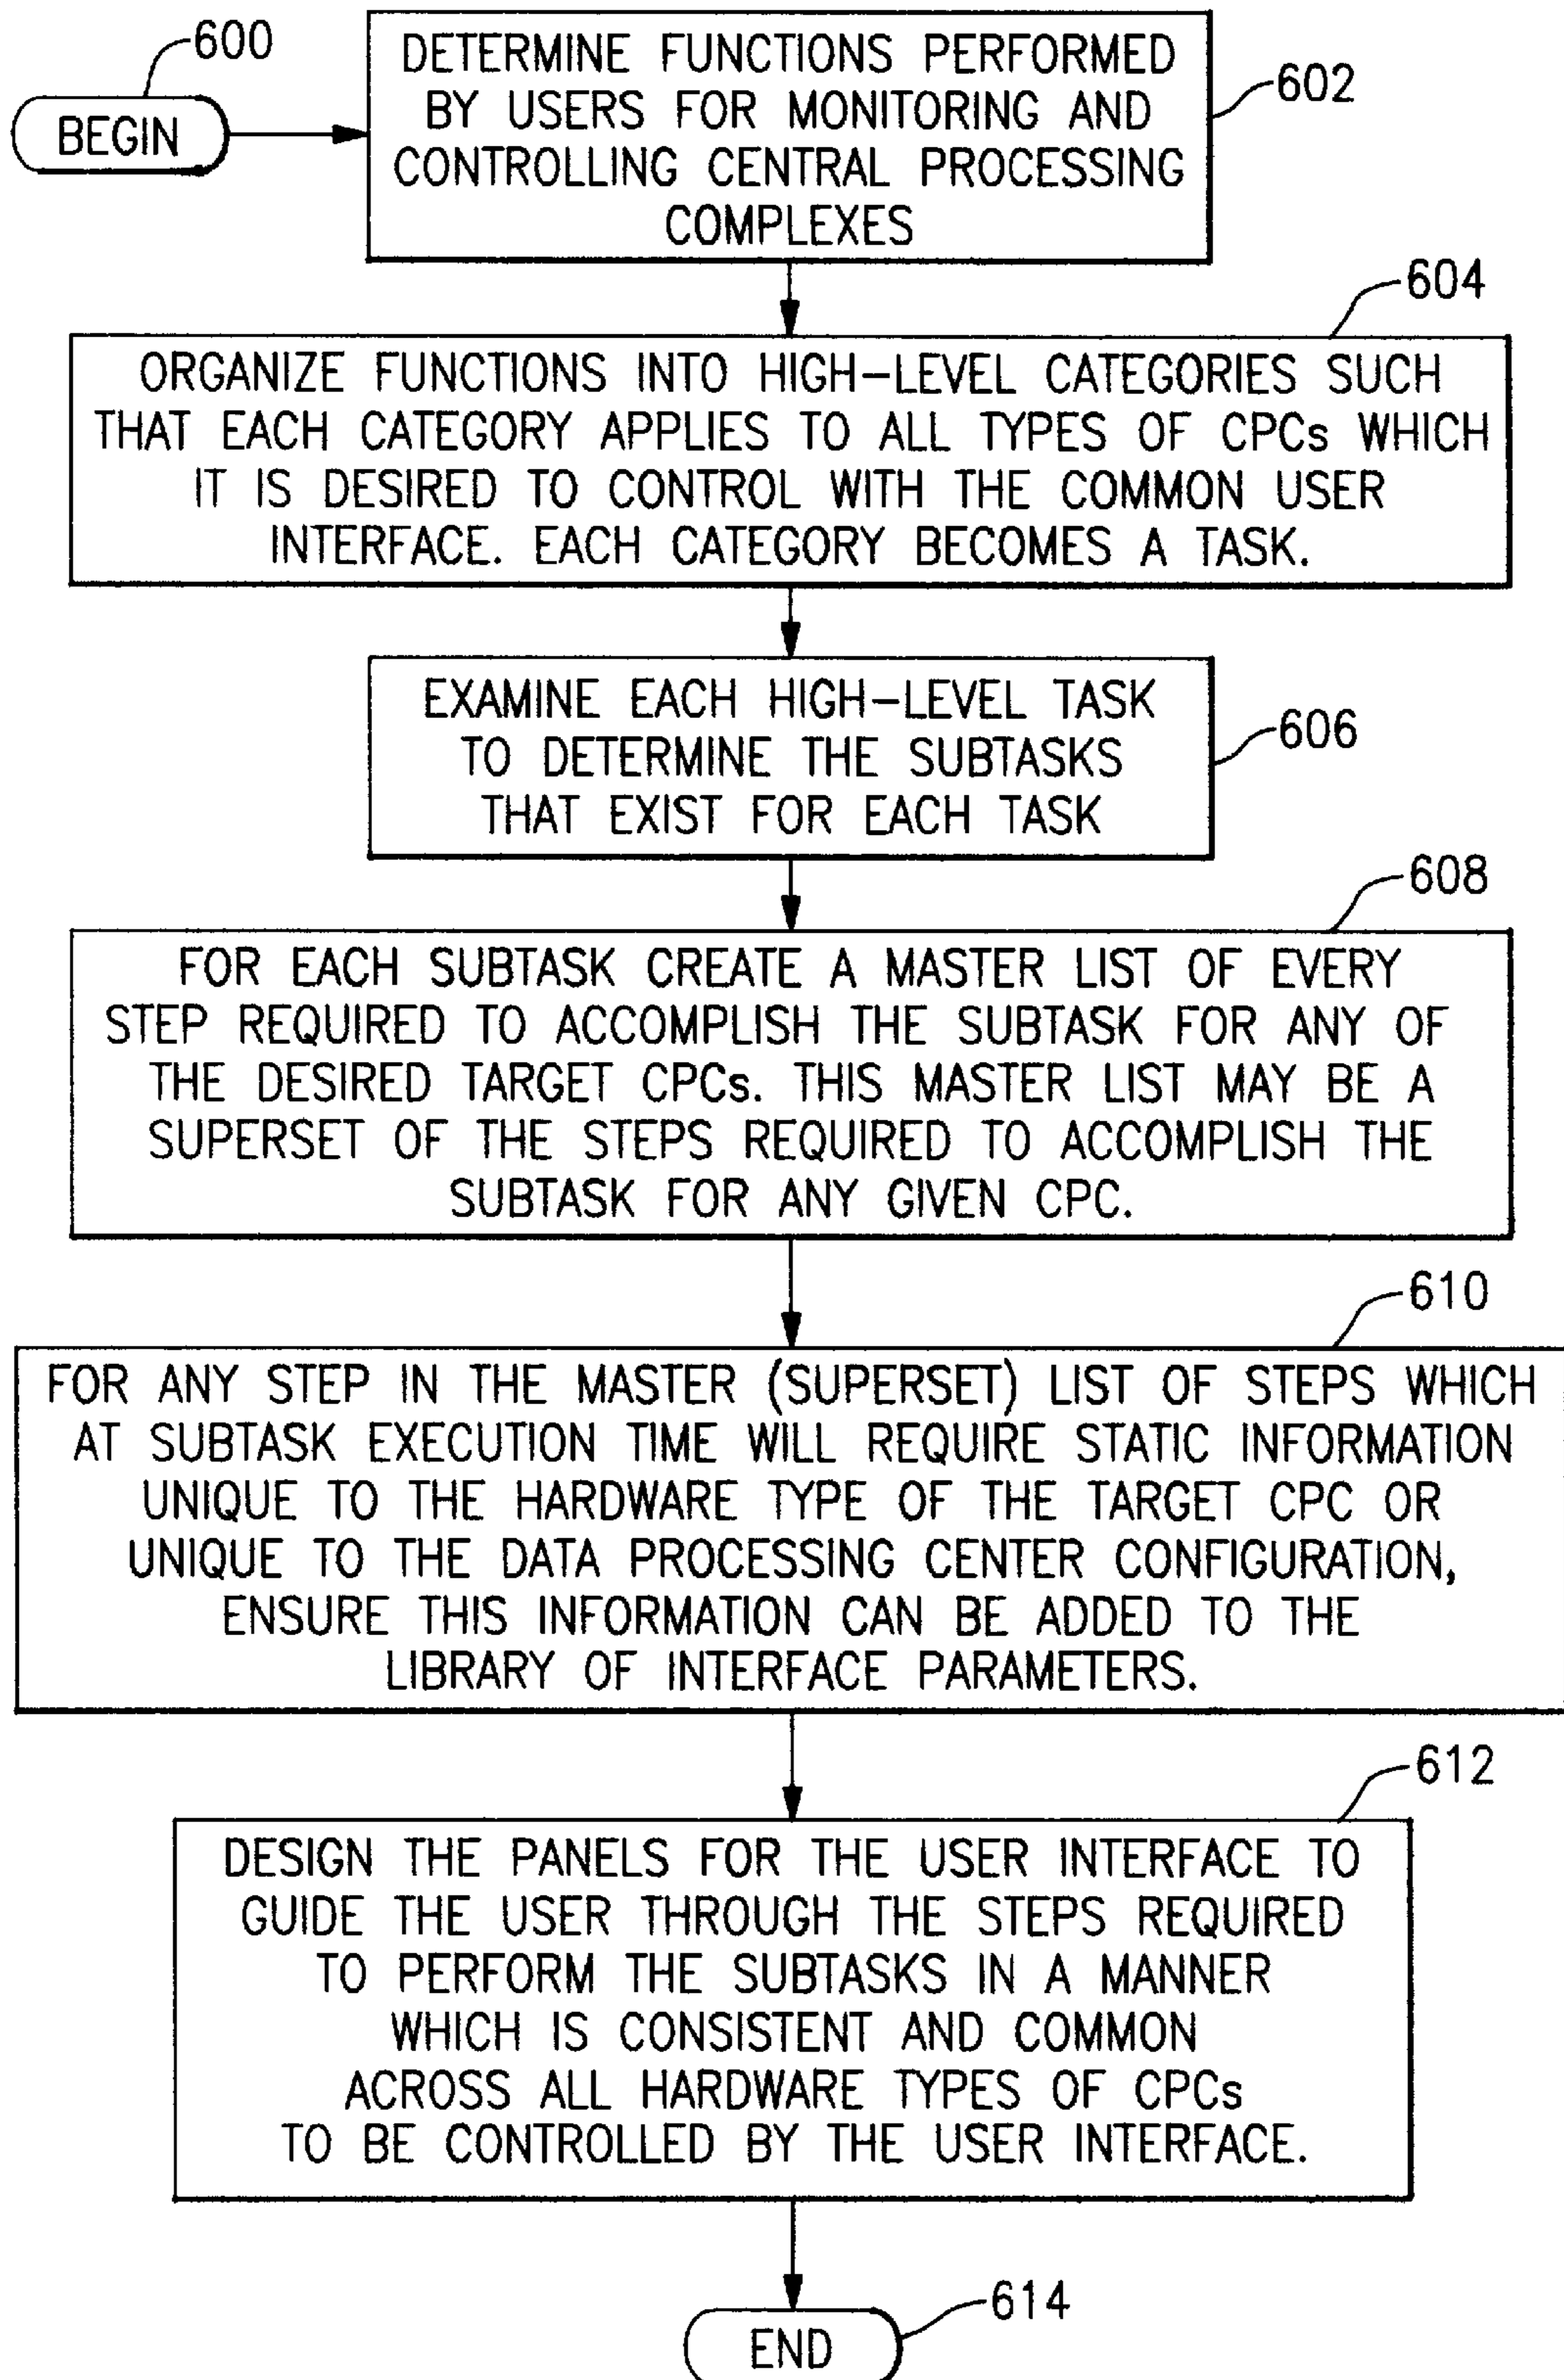 600
BEGIN
DETERMINE FUNCTIONS PERFORMED
BY USERS FOR MONITORING AND
CONTROLLING CENTRAL PROCESSING
COMPLEXES
602
604
ORGANIZE FUNCTIONS INTO HIGH-LEVEL CATEGORIES SUCH
THAT EACH CATEGORY APPLIES TO ALL TYPES OF CPCs WHICH
IT IS DESIRED TO CONTROL WITH THE COMMON USER
INTERFACE. EACH CATEGORY BECOMES A TASK.
EXAMINE EACH HIGH-LEVEL TASK
TO DETERMINE THE SUBTASKS
THAT EXIST FOR EACH TASK
606
608
FOR EACH SUBTASK CREATE A MASTER LIST OF EVERY
STEP REQUIRED TO ACCOMPLISH THE SUBTASK FOR ANY OF
THE DESIRED TARGET CPCs. THIS MASTER LIST MAY BE A
SUPERSET OF THE STEPS REQUIRED TO ACCOMPLISH THE
SUBTASK FOR ANY GIVEN CPC.
610
FOR ANY STEP IN THE MASTER (SUPERSET) LIST OF STEPS WHICH
AT SUBTASK EXECUTION TIME WILL REQUIRE STATIC INFORMATION
UNIQUE TO THE HARDWARE TYPE OF THE TARGET CPC OR
UNIQUE TO THE DATA PROCESSING CENTER CONFIGURATION,
ENSURE THIS INFORMATION CAN BE ADDED TO THE
LIBRARY OF INTERFACE PARAMETERS.
612
DESIGN THE PANELS FOR THE USER INTERFACE TO
GUIDE THE USER THROUGH THE STEPS REQUIRED
TO PERFORM THE SUBTASKS IN A MANNER
WHICH IS CONSISTENT AND COMMON
ACROSS ALL HARDWARE TYPES OF CPCs
TO BE CONTROLLED BY THE USER INTERFACE.
614
END